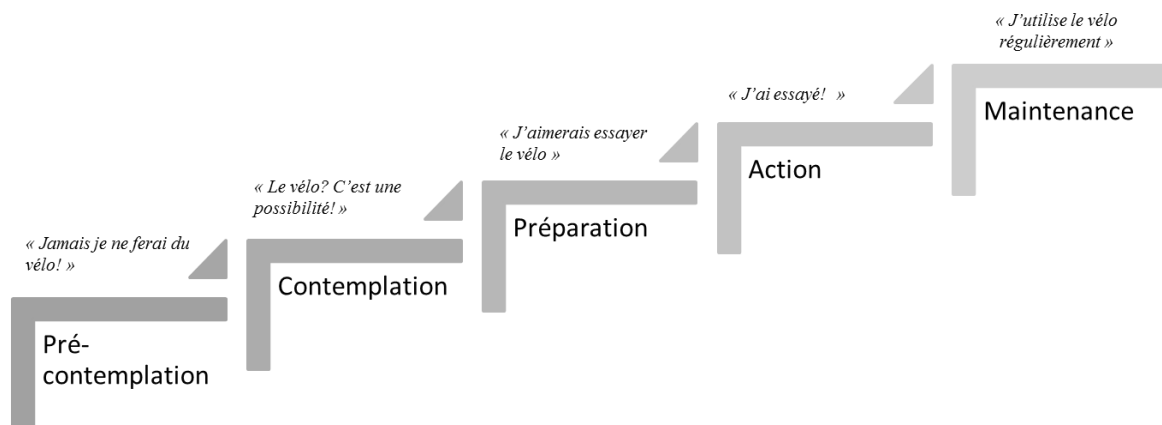 « Jamais je ne ferai du
vélo! »
Pré-
contemplation
« Le vélo? C’est une
possibilité! »
Contemplation
« J’aimerais essayer
le vélo »
Préparation
« J’ai essayé!  »
Action
« J’utilise le vélo
régulièrement »
Maintenance